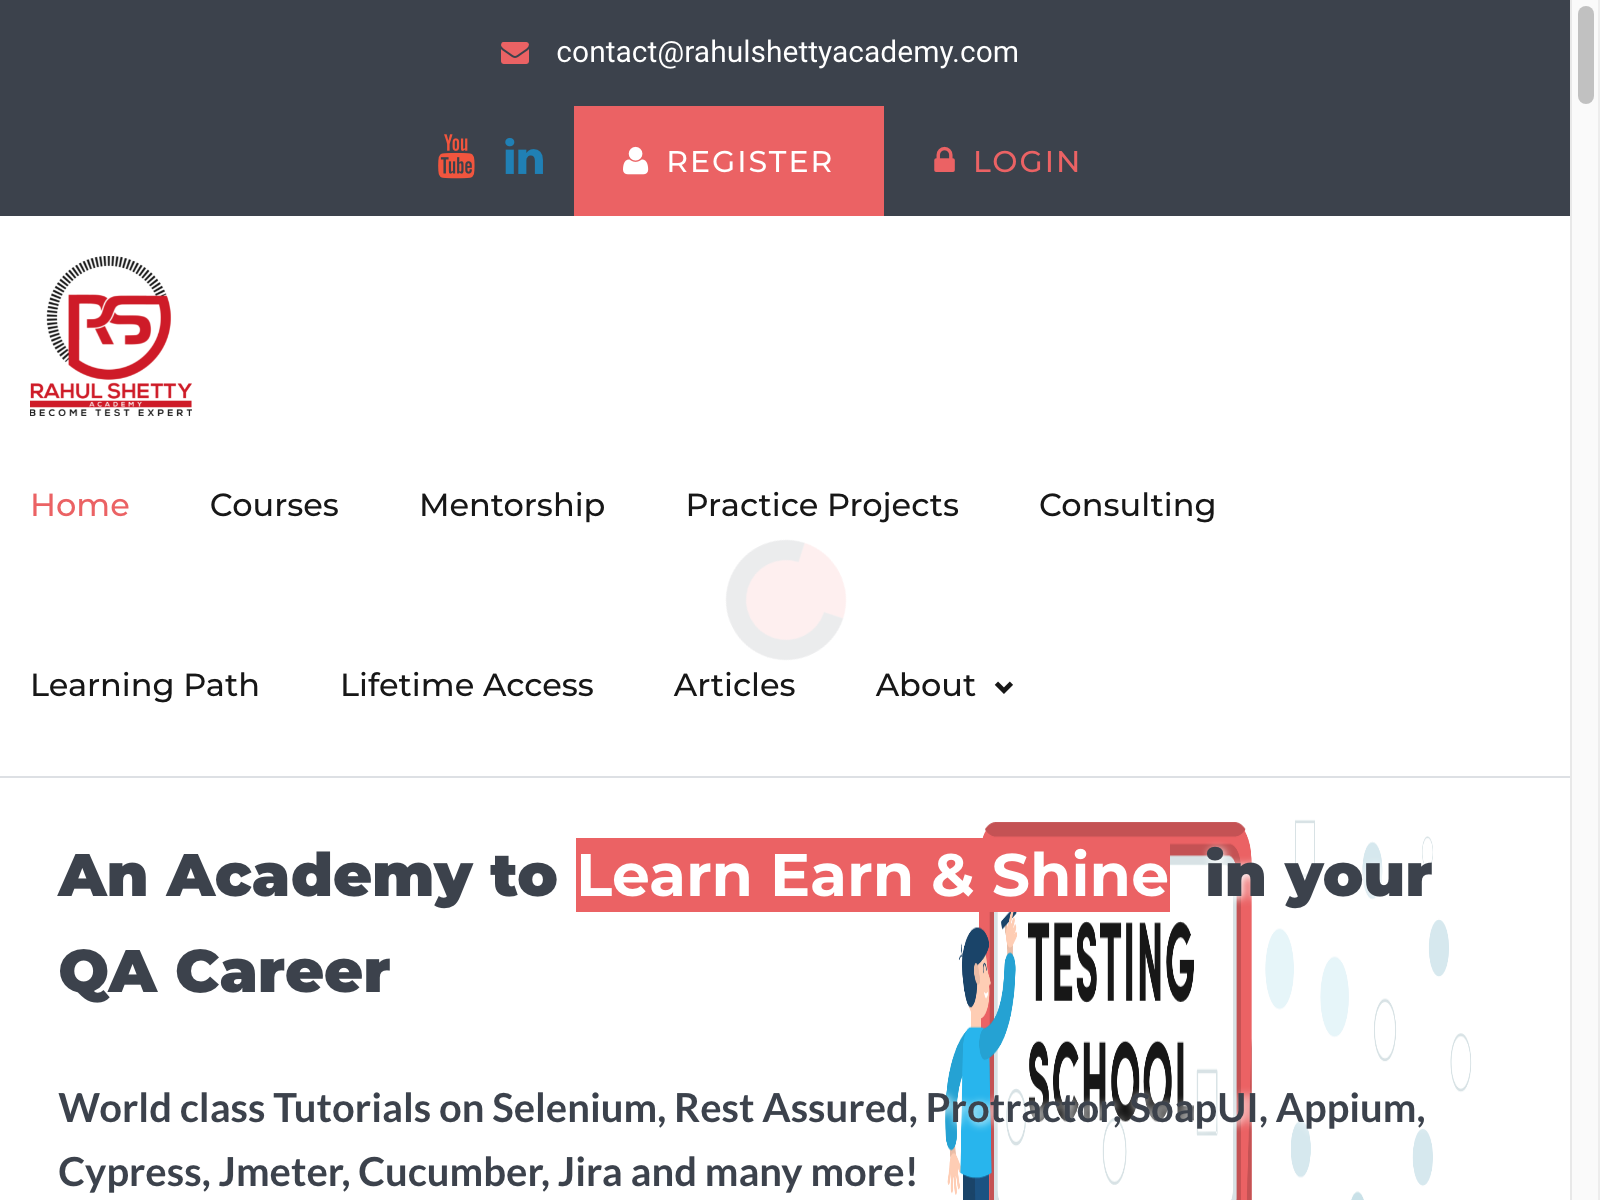 contact@rahulshettyacademy.com
You
Tube
in
REGISTER
LOGIN
RS
RAHUL SHETTY
ACADEMY
BECOME TEST EXPERT
Home
Courses
Mentorship
Practice Projects
Consulting
Learning Path
Lifetime Access
Articles
About
An Academy to Learn Earn & Shine in your
QA Career
TESTING
SCHOOL
World class Tutorials on Selenium, Rest Assured, Protractor, SoapUI, Appium,
Cypress, Jmeter, Cucumber, Jira and many more!